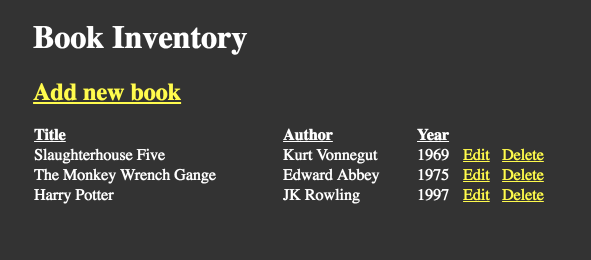 Book Inventory
Add new book
Title Author Year
Slaughterhouse Five Kurt Vonnegut 1969 Edit Delete
The Monkey Wrench Gange Edward Abbey 1975 Edit Delete
Harry Potter JK Rowling 1997 Edit Delete